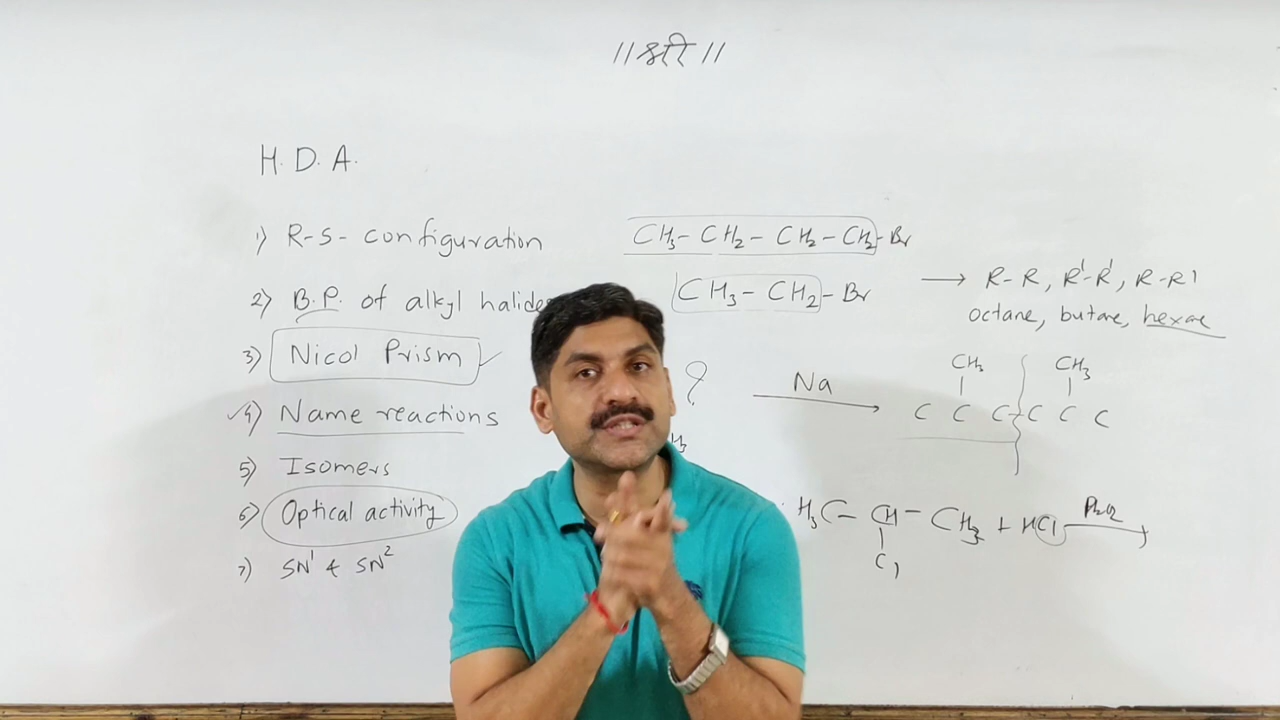 ॥ श्री ॥
H. D. A.
1) R-S- configuration
2) B.P. of alkyl halides
3) Nicol Prism
4) Name reactions
5) Isomers
6) Optical activity
7) SN¹ & SN²
CH₃- CH₂- CH₂- CH₂-Br
CH₃- CH₂-Br
→ R-R, R'-R', R-R'
octane, butane, hexane
? Na →
CH₃ CH₃
C C C C C C
H₃
H₃C- CH- CH₃ + HCl →
Cl